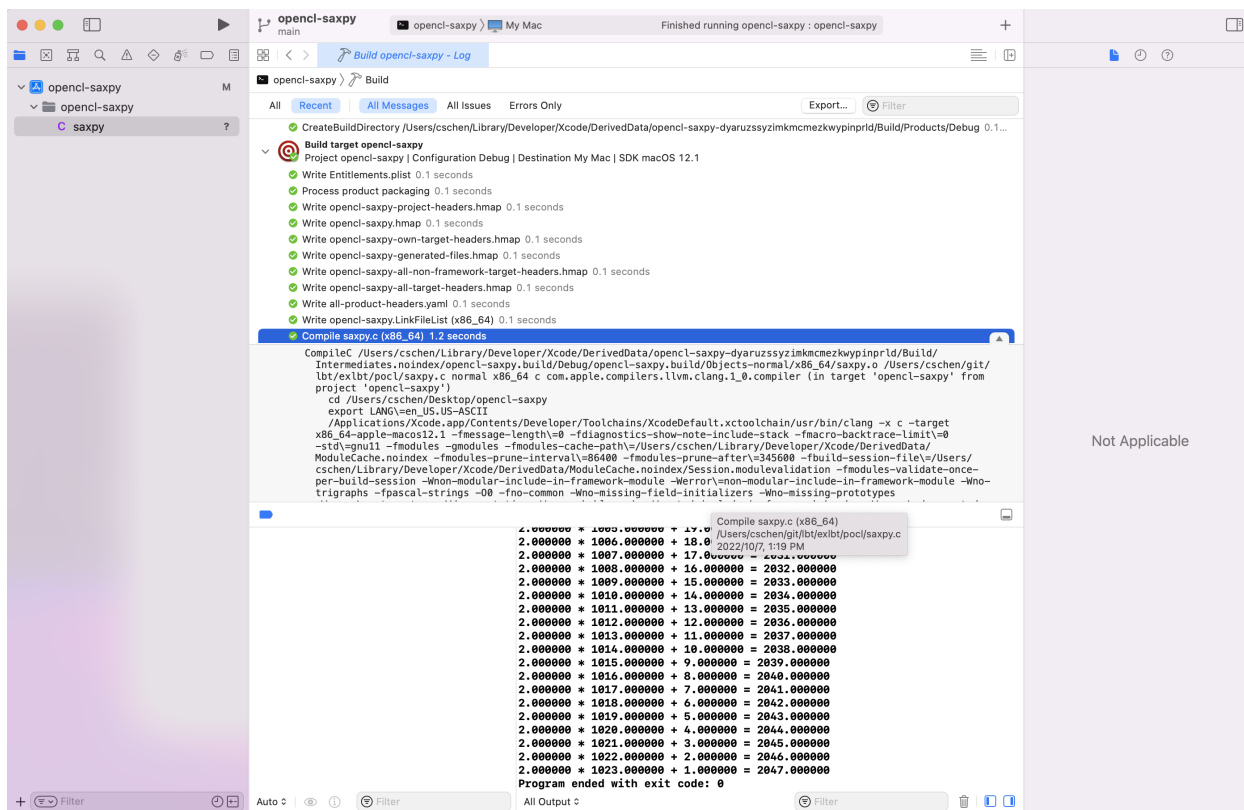 opencl-saxpy
main
opencl-saxpy 〉 My Mac
Finished running opencl-saxpy : opencl-saxpy
Build opencl-saxpy - Log
opencl-saxpy 〉 Build
opencl-saxpy M
opencl-saxpy
C saxpy ?
All Recent All Messages All Issues Errors Only Export... Filter
CreateBuildDirectory /Users/cschen/Library/Developer/Xcode/DerivedData/opencl-saxpy-dyaruzssyzimkmcmezkwypinprld/Build/Products/Debug 0.1...
Build target opencl-saxpy
Project opencl-saxpy | Configuration Debug | Destination My Mac | SDK macOS 12.1
Write Entitlements.plist 0.1 seconds
Process product packaging 0.1 seconds
Write opencl-saxpy-project-headers.hmap 0.1 seconds
Write opencl-saxpy.hmap 0.1 seconds
Write opencl-saxpy-own-target-headers.hmap 0.1 seconds
Write opencl-saxpy-generated-files.hmap 0.1 seconds
Write opencl-saxpy-all-non-framework-target-headers.hmap 0.1 seconds
Write opencl-saxpy-all-target-headers.hmap 0.1 seconds
Write all-product-headers.yaml 0.1 seconds
Write opencl-saxpy.LinkFileList (x86_64) 0.1 seconds
Compile saxpy.c (x86_64) 1.2 seconds
CompileC /Users/cschen/Library/Developer/Xcode/DerivedData/opencl-saxpy-dyaruzssyzimkmcmezkwypinprld/Build/
Intermediates.noindex/opencl-saxpy.build/Debug/opencl-saxpy.build/Objects-normal/x86_64/saxpy.o /Users/cschen/git/
lbt/exlbt/pocl/saxpy.c normal x86_64 c com.apple.compilers.llvm.clang.1_0.compiler (in target 'opencl-saxpy' from
project 'opencl-saxpy')
cd /Users/cschen/Desktop/opencl-saxpy
export LANG\=en_US.US-ASCII
/Applications/Xcode.app/Contents/Developer/Toolchains/XcodeDefault.xctoolchain/usr/bin/clang -x c -target
x86_64-apple-macos12.1 -fmessage-length\=0 -fdiagnostics-show-note-include-stack -fmacro-backtrace-limit\=0
-std\=gnu11 -fmodules -gmodules -fmodules-cache-path\=/Users/cschen/Library/Developer/Xcode/DerivedData/
ModuleCache.noindex -fmodules-prune-interval\=86400 -fmodules-prune-after\=345600 -fbuild-session-file\=/Users/
cschen/Library/Developer/Xcode/DerivedData/ModuleCache.noindex/Session.modulevalidation -fmodules-validate-once-
per-build-session -Wnon-modular-include-in-framework-module -Werror\=non-modular-include-in-framework-module -Wno-
trigraphs -fpascal-strings -O0 -fno-common -Wno-missing-field-initializers -Wno-missing-prototypes
Not Applicable
Compile saxpy.c (x86_64)
/Users/cschen/git/lbt/exlbt/pocl/saxpy.c
2022/10/7, 1:19 PM
2.000000 * 1005.000000 + 19.0
2.000000 * 1006.000000 + 18.00
2.000000 * 1007.000000 + 17.000000 = 2031.000000
2.000000 * 1008.000000 + 16.000000 = 2032.000000
2.000000 * 1009.000000 + 15.000000 = 2033.000000
2.000000 * 1010.000000 + 14.000000 = 2034.000000
2.000000 * 1011.000000 + 13.000000 = 2035.000000
2.000000 * 1012.000000 + 12.000000 = 2036.000000
2.000000 * 1013.000000 + 11.000000 = 2037.000000
2.000000 * 1014.000000 + 10.000000 = 2038.000000
2.000000 * 1015.000000 + 9.000000 = 2039.000000
2.000000 * 1016.000000 + 8.000000 = 2040.000000
2.000000 * 1017.000000 + 7.000000 = 2041.000000
2.000000 * 1018.000000 + 6.000000 = 2042.000000
2.000000 * 1019.000000 + 5.000000 = 2043.000000
2.000000 * 1020.000000 + 4.000000 = 2044.000000
2.000000 * 1021.000000 + 3.000000 = 2045.000000
2.000000 * 1022.000000 + 2.000000 = 2046.000000
2.000000 * 1023.000000 + 1.000000 = 2047.000000
Program ended with exit code: 0
Filter
Auto Filter
All Output Filter